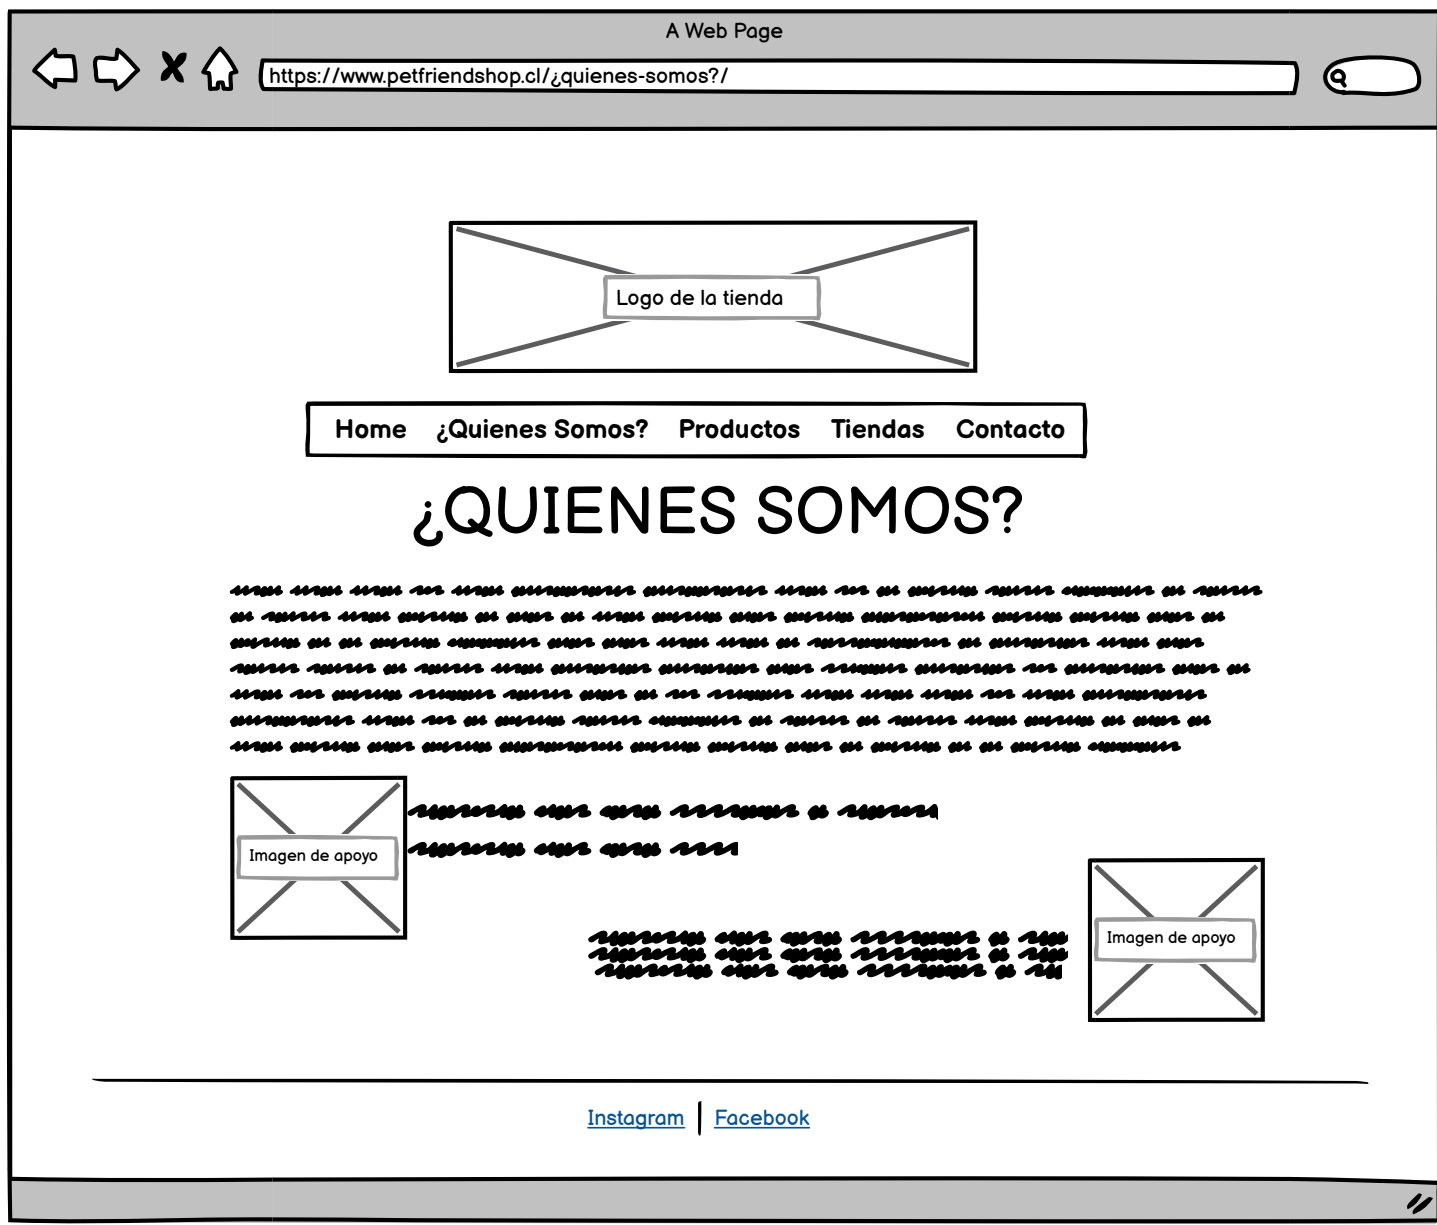 A Web Page
https://www.petfriendshop.cl/¿quienes-somos?/
Logo de la tienda
Home ¿Quienes Somos? Productos Tiendas Contacto
¿QUIENES SOMOS?
Imagen de apoyo
Imagen de apoyo
Instagram | Facebook